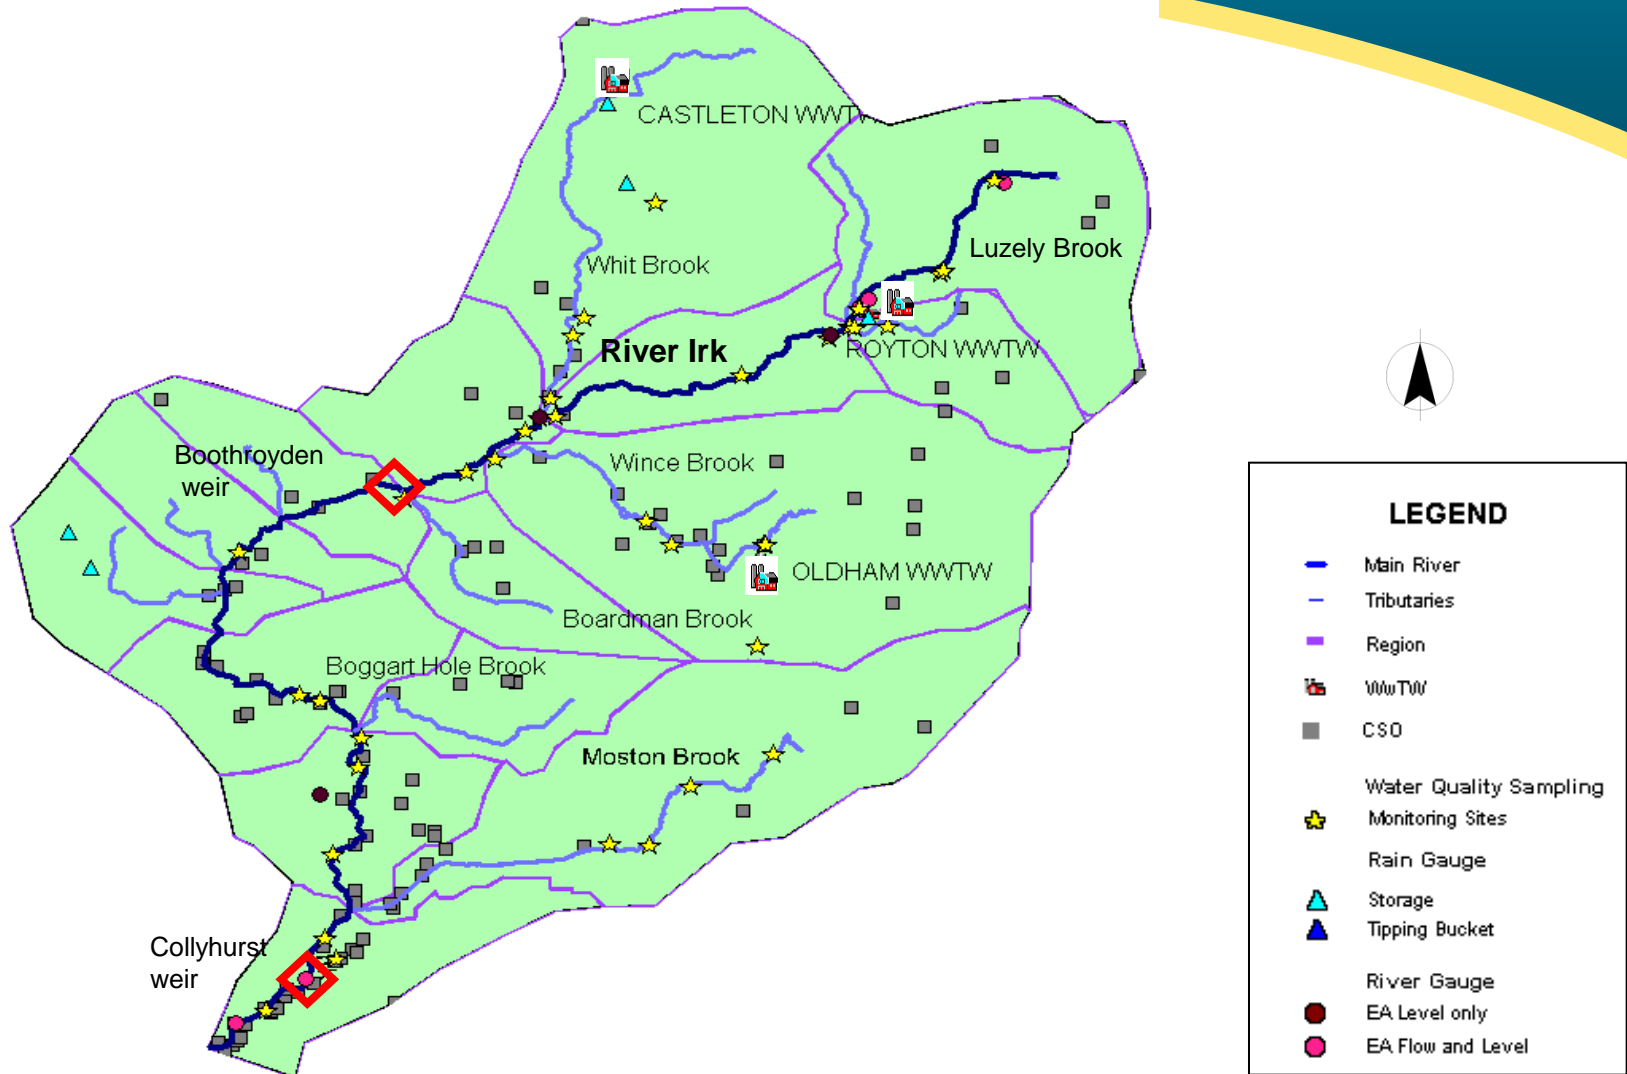 CASTLETON WWTW
Luzely Brook
Whit Brook
River Irk
ROYTON WWTW
Boothroyden
weir
Wince Brook
OLDHAM WWTW
Boardman Brook
Boggart Hole Brook
Moston Brook
Collyhurst
weir
LEGEND
Main River
Tributaries
Region
WwTW
CSO
Water Quality Sampling
Monitoring Sites
Rain Gauge
Storage
Tipping Bucket
River Gauge
EA Level only
EA Flow and Level